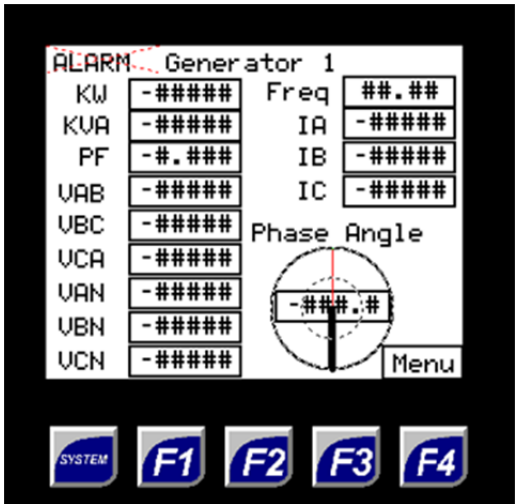 ALARM Generator 1
KW -##### Freq ##.##
KVA -##### IA -#####
PF -#.### IB -#####
VAB -##### IC -#####
VBC -##### Phase Angle
VCA -#####
VAN -##### -###.#
VBN -#####
VCN -##### Menu
SYSTEM F1 F2 F3 F4